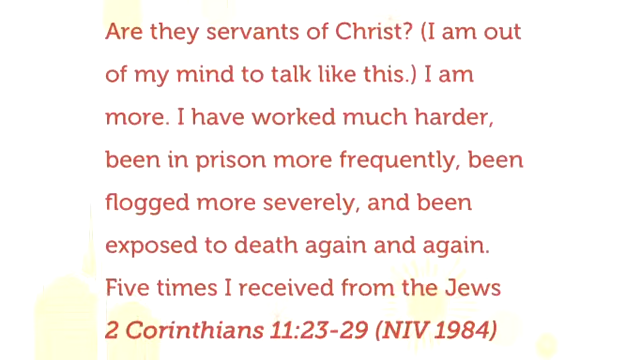 Are they servants of Christ? (I am out
of my mind to talk like this.) I am
more. I have worked much harder,
been in prison more frequently, been
flogged more severely, and been
exposed to death again and again.
Five times I received from the Jews
2 Corinthians 11:23-29 (NIV 1984)